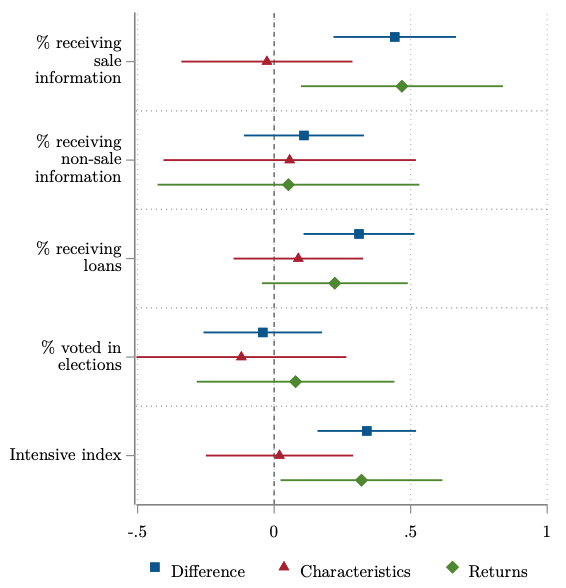 % receiving
sale
information
% receiving
non-sale
information
% receiving
loans
% voted in
elections
Intensive index
-.5 0 .5 1
Difference Characteristics Returns